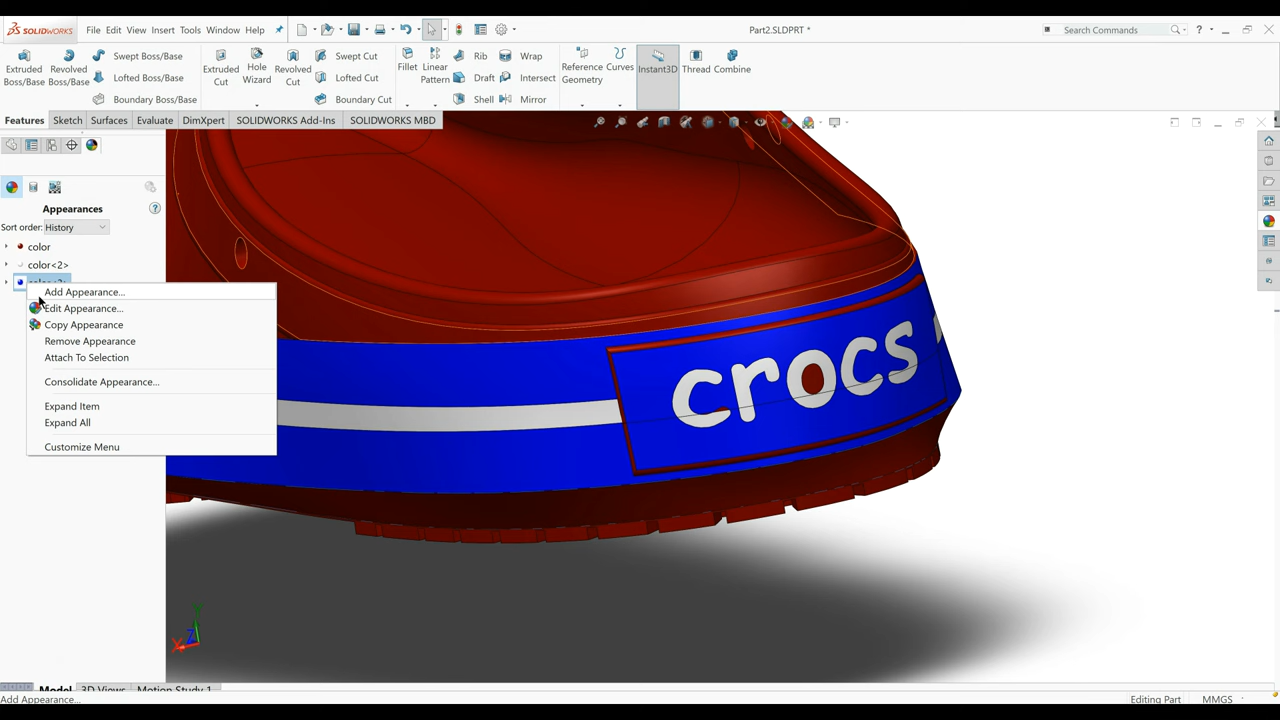 SOLIDWORKS File Edit View Insert Tools Window Help Part2.SLDPRT * Search Commands ?
Extruded Boss/Base Revolved Boss/Base Swept Boss/Base Lofted Boss/Base Boundary Boss/Base Extruded Cut Hole Wizard Revolved Cut Swept Cut Lofted Cut Boundary Cut Fillet Linear Pattern Rib Draft Shell Wrap Intersect Mirror Reference Geometry Curves Instant3D Thread Combine
Features Sketch Surfaces Evaluate DimXpert SOLIDWORKS Add-Ins SOLIDWORKS MBD
Appearances ?
Sort order: History
color
color<2>
Add Appearance...
Edit Appearance...
Copy Appearance
Remove Appearance
Attach To Selection
Consolidate Appearance...
Expand Item
Expand All
Customize Menu
crocs
Y
Z
X
Model 3D Views Motion Study 1
Add Appearance... Editing Part MMGS